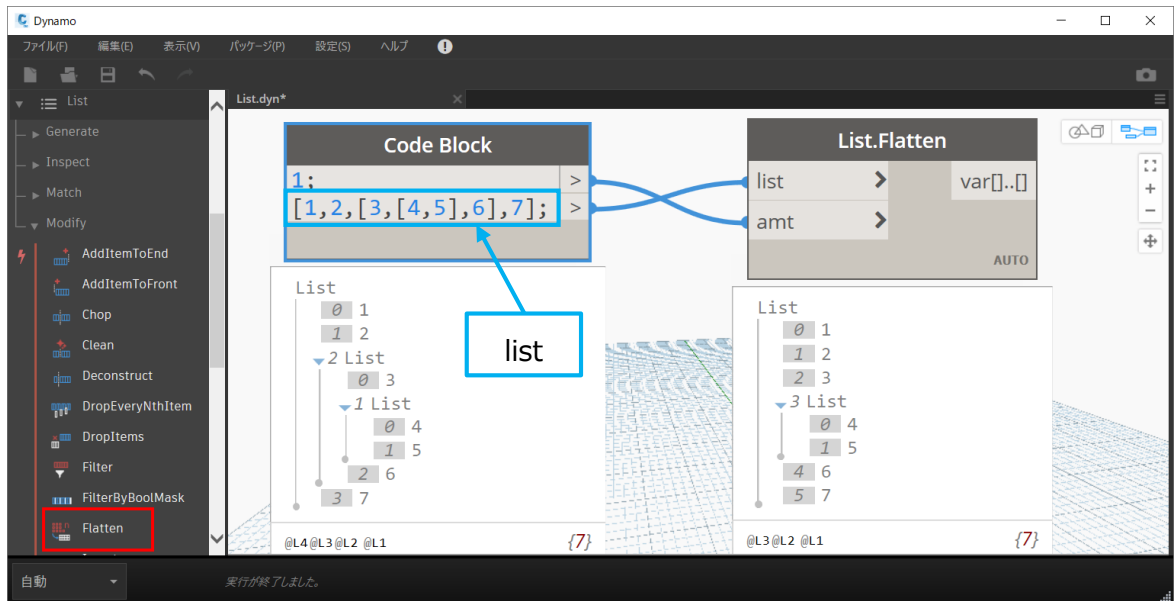 Dynamo
ファイル(F) 編集(E) 表示(V) パッケージ(P) 設定(S) ヘルプ
List
List.dyn*
Generate
Inspect
Match
Modify
AddItemToEnd
AddItemToFront
Chop
Clean
Deconstruct
DropEveryNthItem
DropItems
Filter
FilterByBoolMask
Flatten
Code Block
1; >
[1,2,[3,[4,5],6],7]; >
list
List
0 1
1 2
2 List
0 3
1 List
0 4
1 5
2 6
3 7
@L4 @L3 @L2 @L1 {7}
List.Flatten
list var[]..[]
amt
AUTO
List
0 1
1 2
2 3
3 List
0 4
1 5
4 6
5 7
@L3 @L2 @L1 {7}
自動
実行が終了しました。